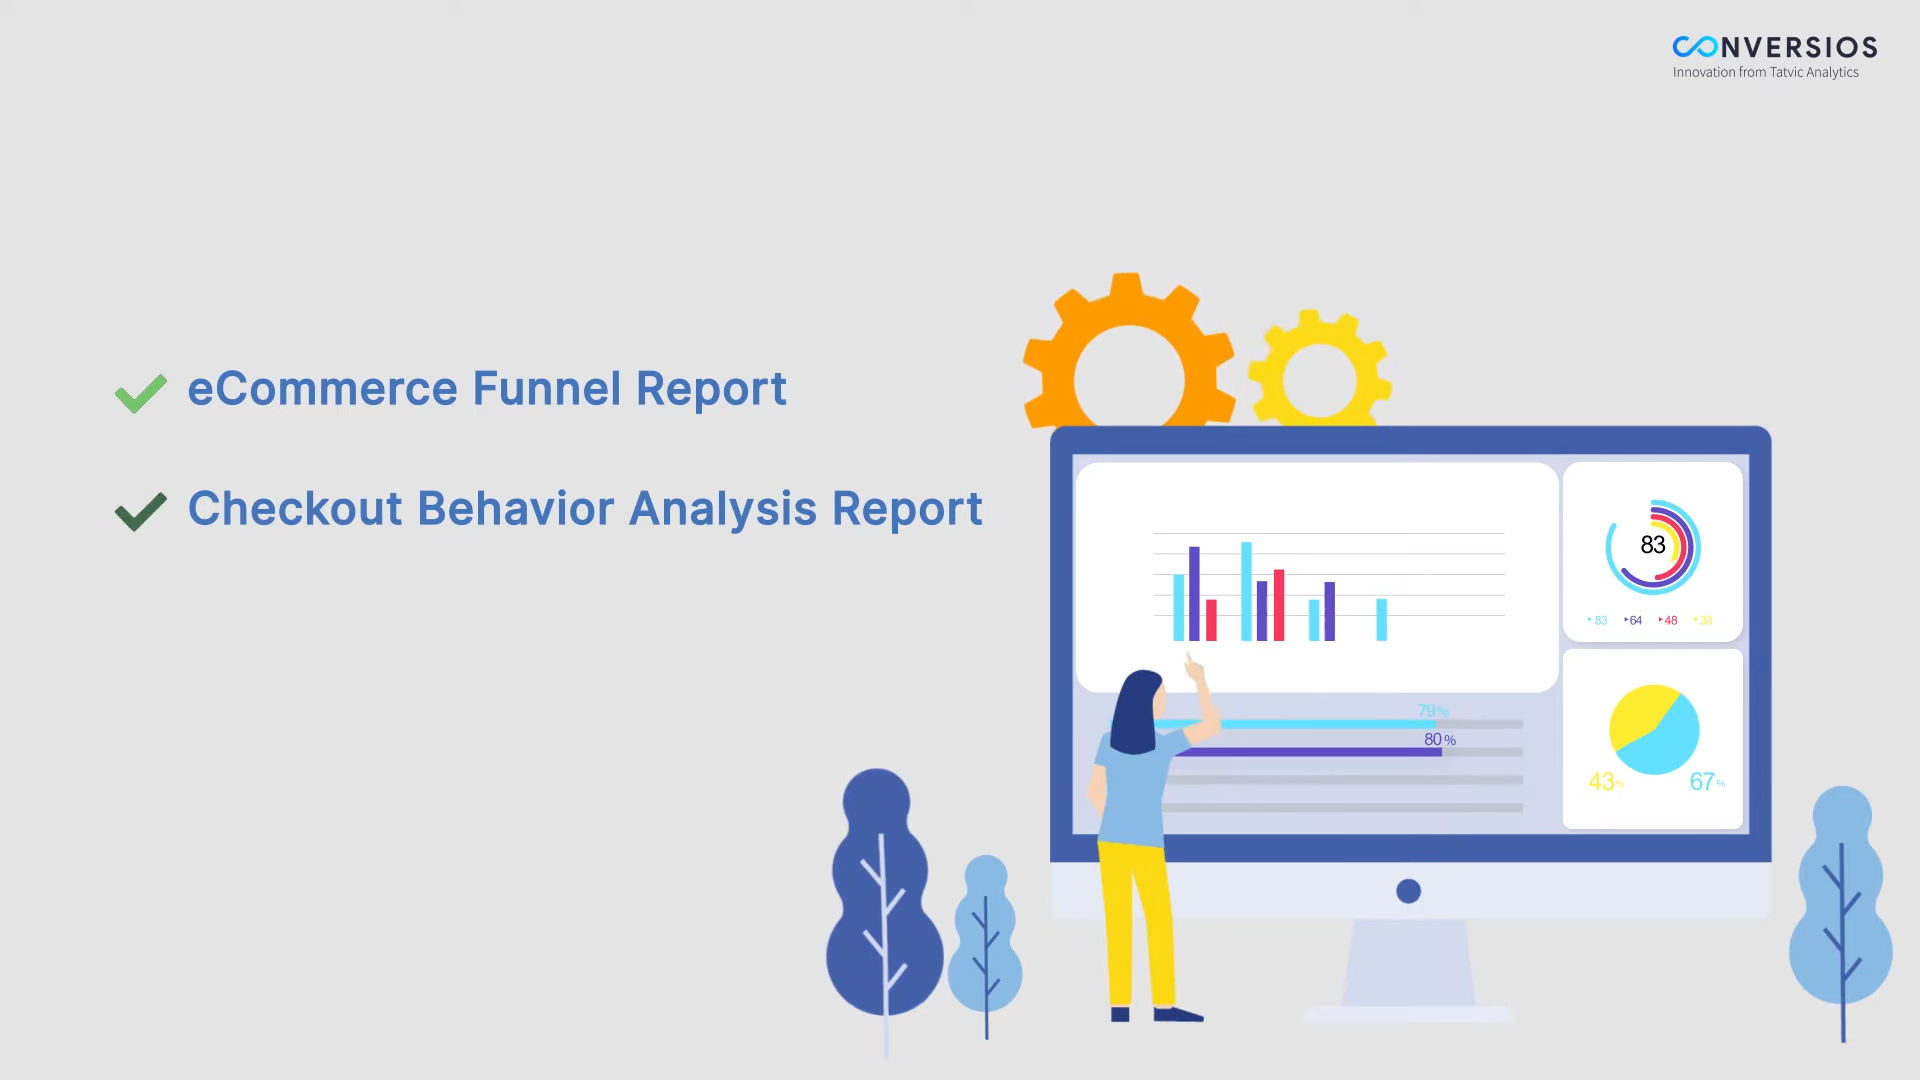 CONVERSIOS
Innovation from Tatvic Analytics
eCommerce Funnel Report
Checkout Behavior Analysis Report
83
83 64 48
79%
80%
43%
67%